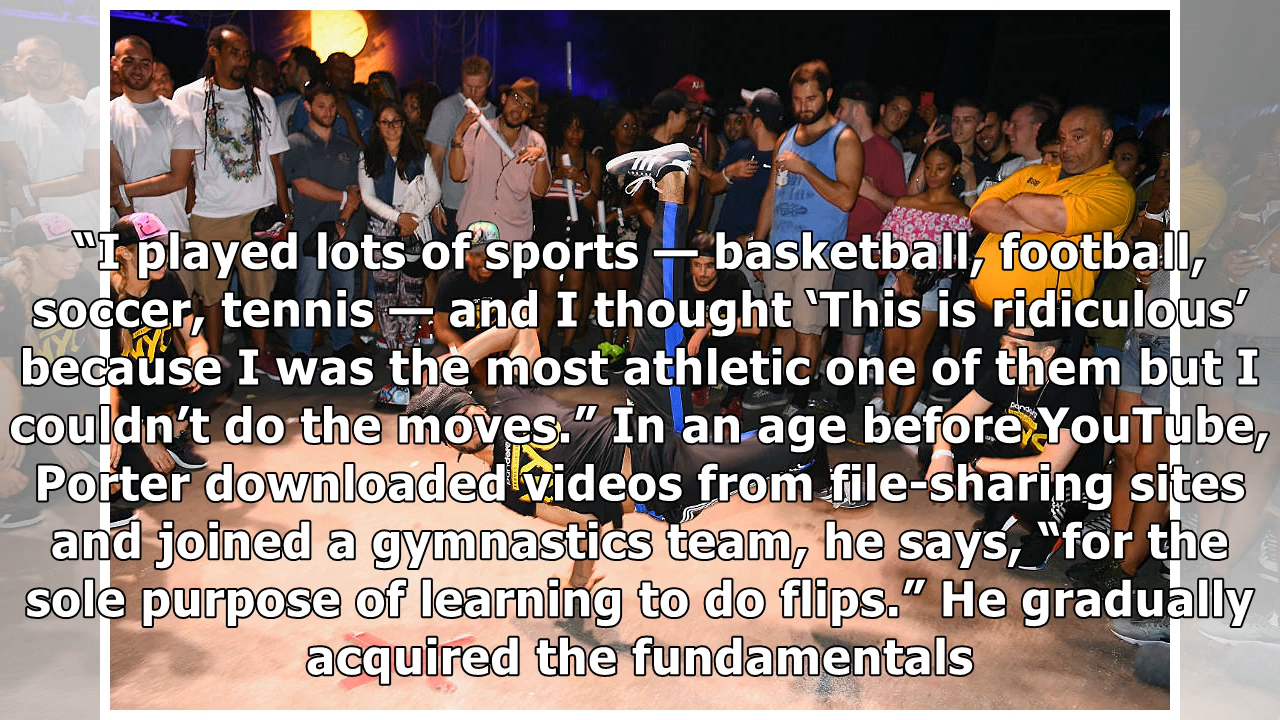 “I played lots of sports — basketball, football,
soccer, tennis — and I thought ‘This is ridiculous’
because I was the most athletic one of them but I
couldn’t do the moves.” In an age before YouTube,
Porter downloaded videos from file-sharing sites
and joined a gymnastics team, he says, “for the
sole purpose of learning to do flips.” He gradually
acquired the fundamentals